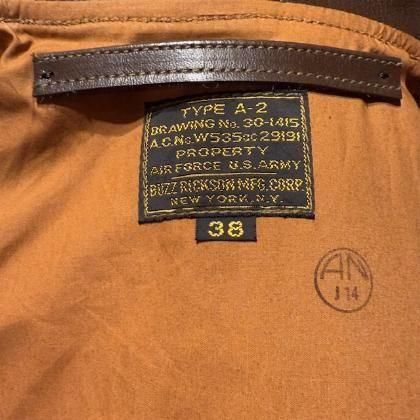 TYPE A-2
DRAWING No. 30-1415
A.C. No. W535ac 29191
PROPERTY
AIR FORCE U.S. ARMY
BUZZ RICKSON MFG. CORP.
NEW YORK, N.Y.
38
AN
J 14